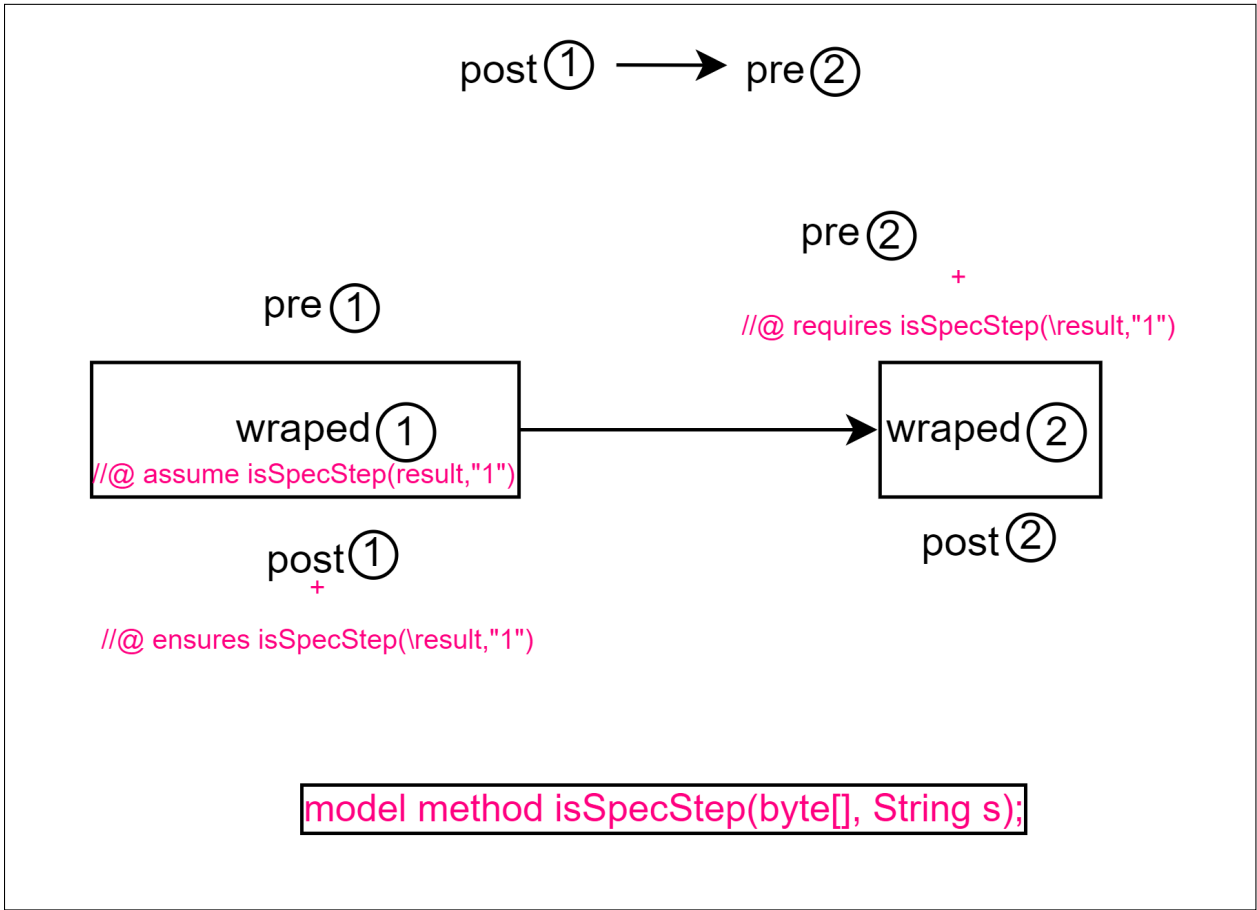 post 1 pre 2
pre 2
+
//@ requires isSpecStep(\result,"1")
pre 1
wraped 1
//@ assume isSpecStep(result,"1")
wraped 2
post 1
+
//@ ensures isSpecStep(\result,"1")
post 2
model method isSpecStep(byte[], String s);